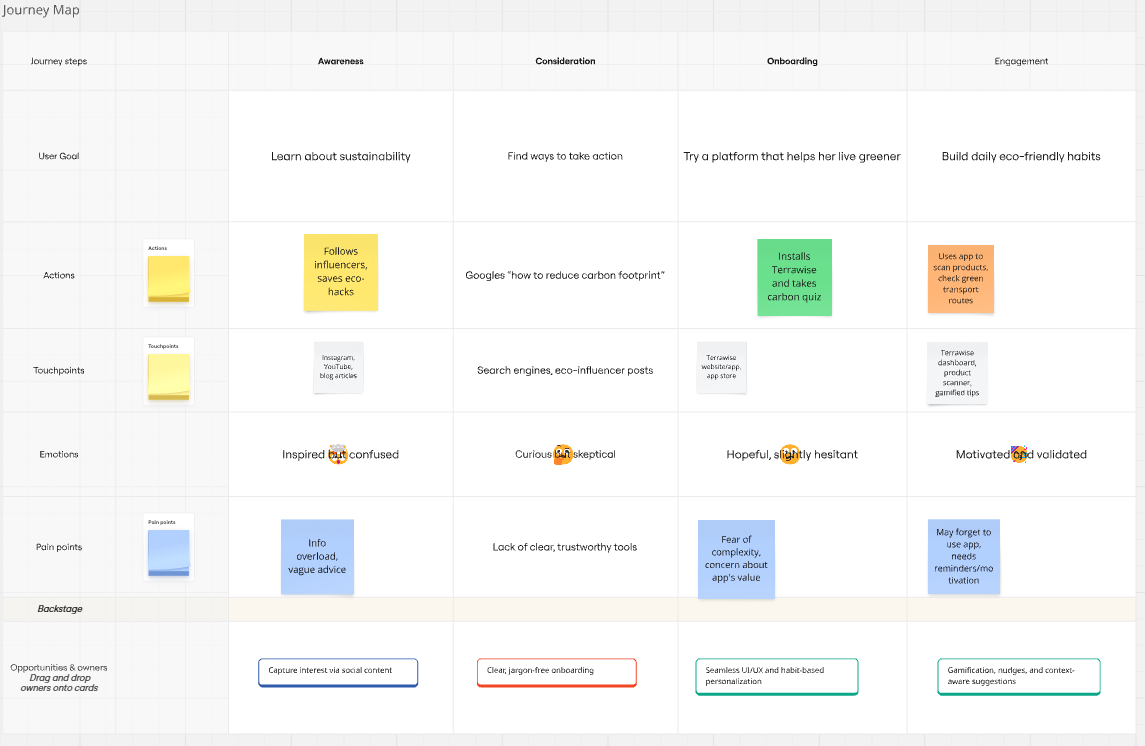 Journey Map
Journey steps
Awareness
Consideration
Onboarding
Engagement
User Goal
Learn about sustainability
Find ways to take action
Try a platform that helps her live greener
Build daily eco-friendly habits
Actions
Actions
Follows
influencers,
saves eco-
hacks
Googles “how to reduce carbon footprint”
Installs
Terrawise
and takes
carbon quiz
Uses app to
scan products,
check green
transport
routes
Touchpoints
Touchpoints
Instagram,
YouTube,
blog articles
Search engines, eco-influencer posts
Terrawise
website/app,
app store
Terrawise
dashboard,
product
scanner,
gamified tips
Emotions
Inspired but confused
Curious but skeptical
Hopeful, slightly hesitant
Motivated and validated
Pain points
Pain points
Info
overload,
vague advice
Lack of clear, trustworthy tools
Fear of
complexity,
concern about
app's value
May forget to
use app,
needs
reminders/mo
tivation
Backstage
Opportunities & owners
Drag and drop
owners onto cards
Capture interest via social content
Clear, jargon-free onboarding
Seamless UI/UX and habit-based
personalization
Gamification, nudges, and context-
aware suggestions